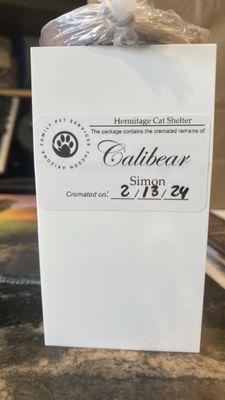 Hermitage Cat Shelter
The package contains the cremated remains of:
FAMILY PET SERVICES TUCSON ARIZONA
Calibear
Simon
Cremated on: 2/13/24